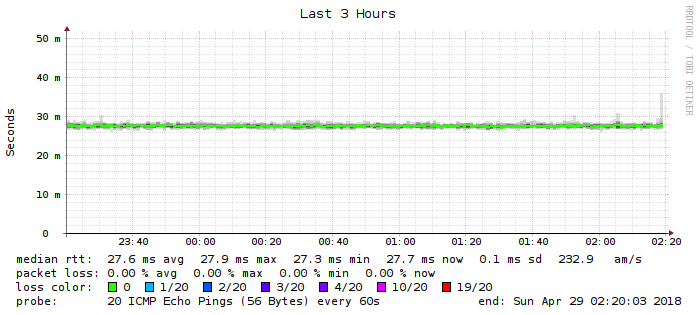 Last 3 Hours
RRDTOOL / TOBI OETIKER
Seconds
50 m
40 m
30 m
20 m
10 m
0
23:40 00:00 00:20 00:40 01:00 01:20 01:40 02:00 02:20
median rtt: 27.6 ms avg 27.9 ms max 27.3 ms min 27.7 ms now 0.1 ms sd 232.9 am/s
packet loss: 0.00 % avg 0.00 % max 0.00 % min 0.00 % now
loss color: 0 1/20 2/20 3/20 4/20 10/20 19/20
probe: 20 ICMP Echo Pings (56 Bytes) every 60s end: Sun Apr 29 02:20:03 2018